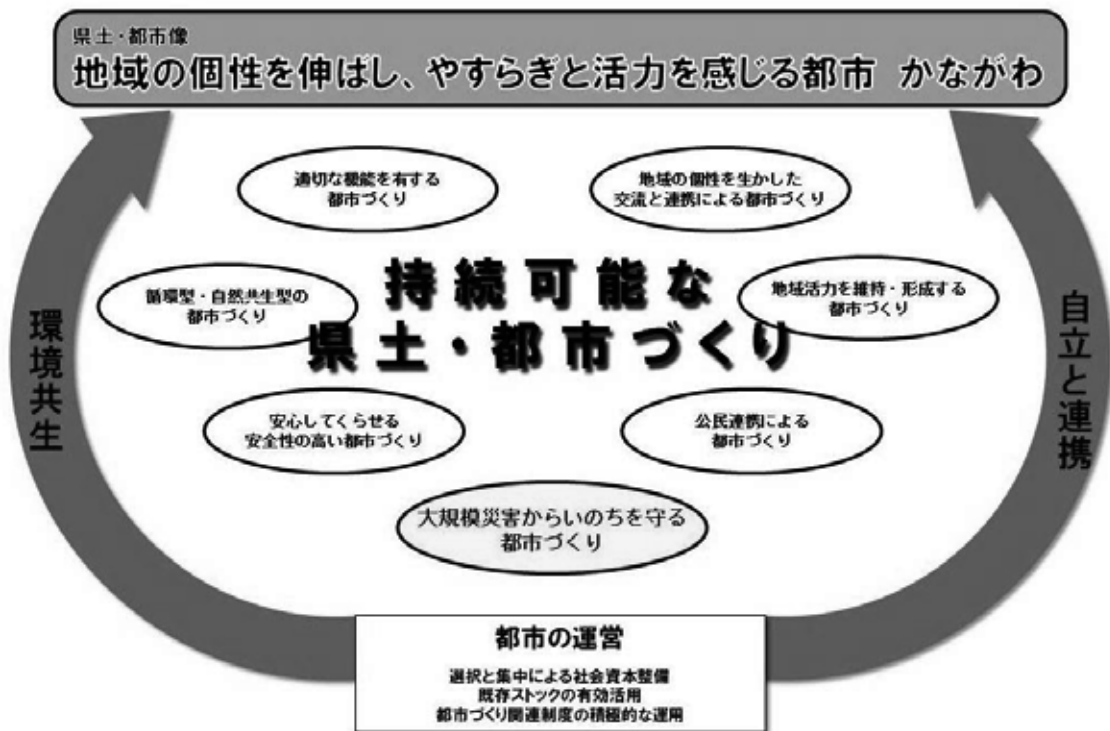 県土・都市像
地域の個性を伸ばし、やすらぎと活力を感じる都市 かながわ
適切な機能を有する
都市づくり
地域の個性を生かした
交流と連携による都市づくり
持続可能な
県土・都市づくり
循環型・自然共生型の
都市づくり
地域活力を維持・形成する
都市づくり
環境共生
自立と連携
安心してくらせる
安全性の高い都市づくり
公民連携による
都市づくり
大規模災害からいのちを守る
都市づくり
都市の運営
選択と集中による社会資本整備
既存ストックの有効活用
都市づくり関連制度の積極的な運用